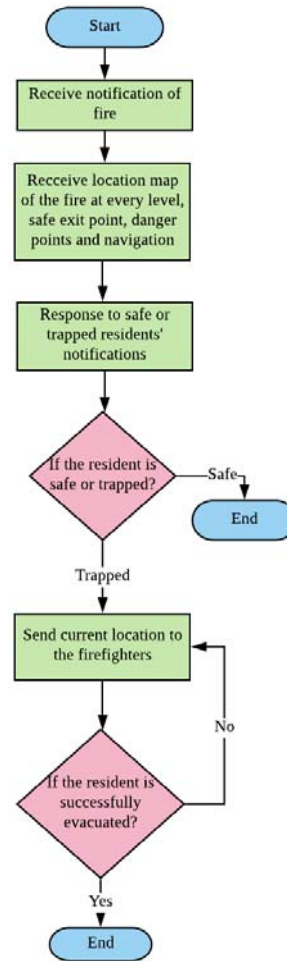 Start
Receive notification of
fire
Recceive location map
of the fire at every level,
safe exit point, danger
points and navigation
Response to safe or
trapped residents'
notifications
If the resident is
safe or trapped?
Safe
End
Trapped
Send current location to
the firefighters
No
If the resident is
successfully
evacuated?
Yes
End